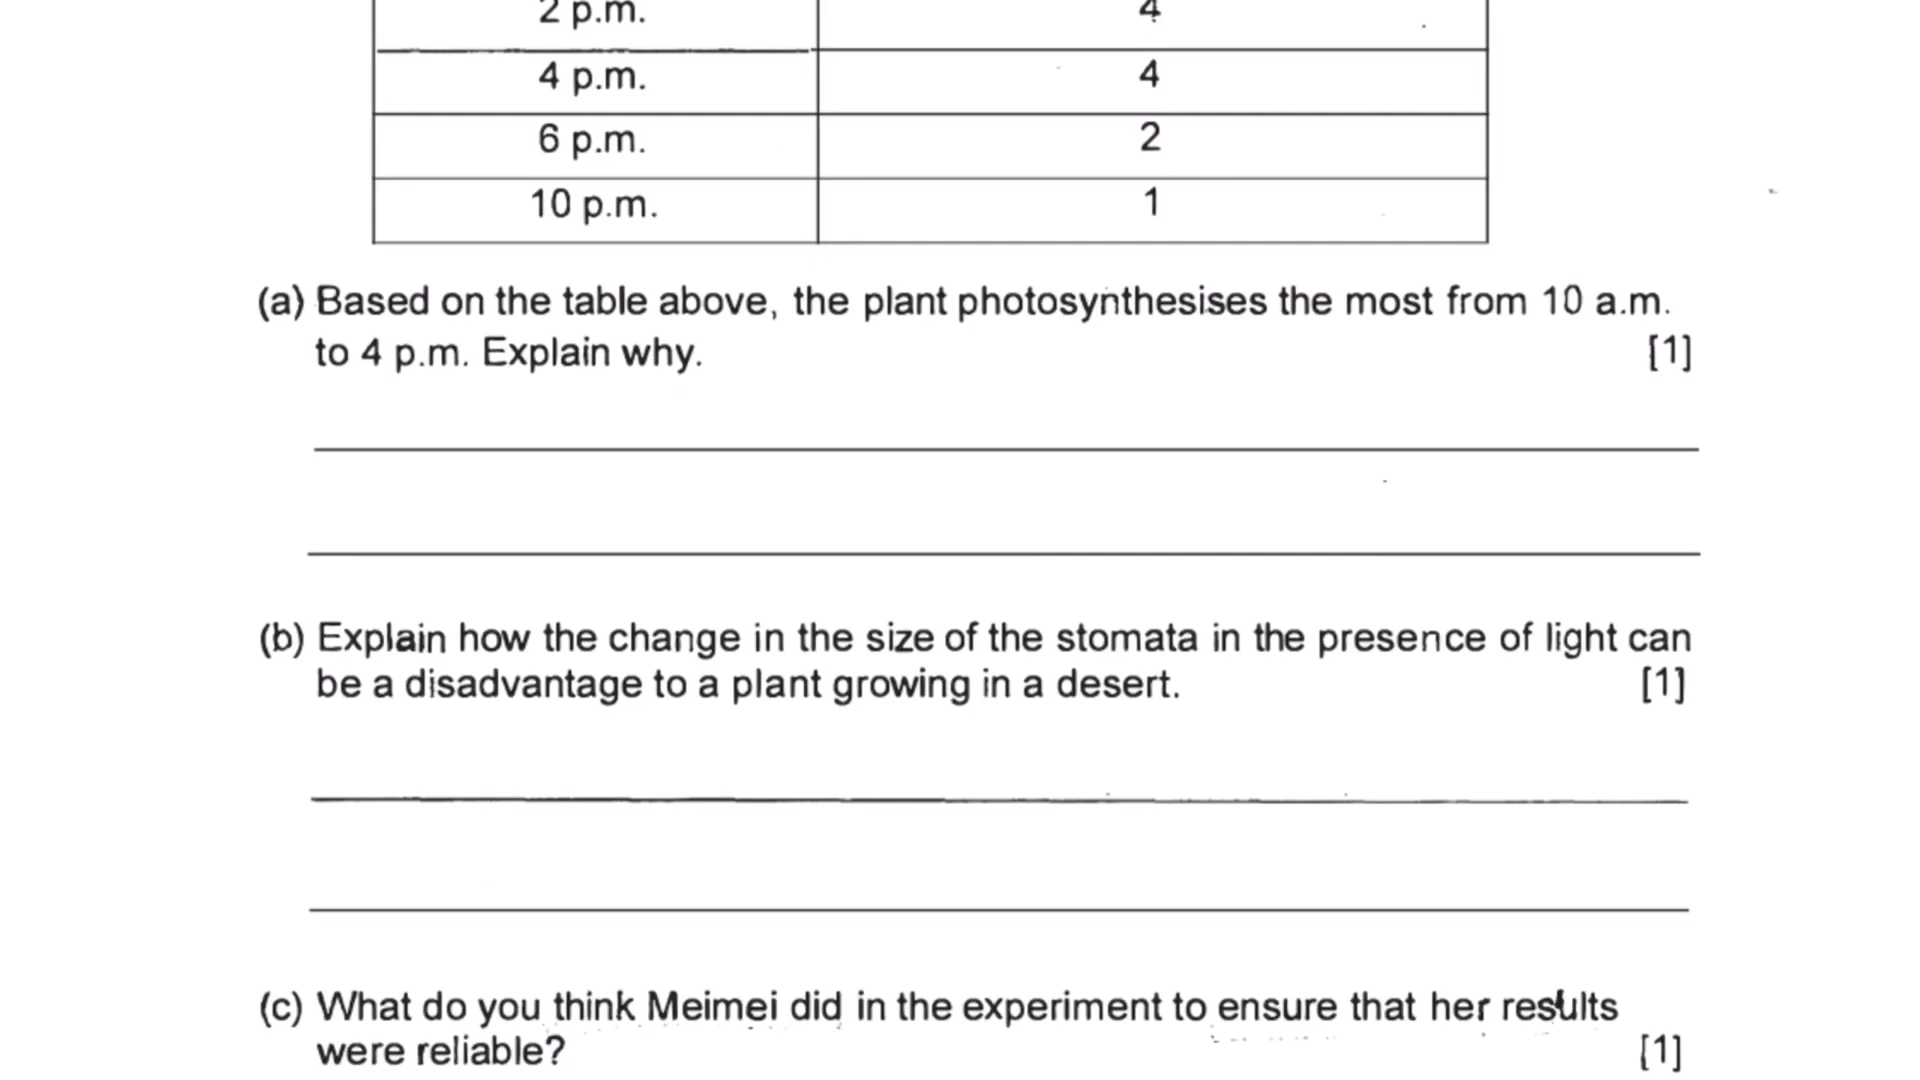 2 p.m. 4
4 p.m. 4
6 p.m. 2
10 p.m. 1
(a) Based on the table above, the plant photosynthesises the most from 10 a.m.
to 4 p.m. Explain why. [1]
(b) Explain how the change in the size of the stomata in the presence of light can
be a disadvantage to a plant growing in a desert. [1]
(c) What do you think Meimei did in the experiment to ensure that her results
were reliable? [1]